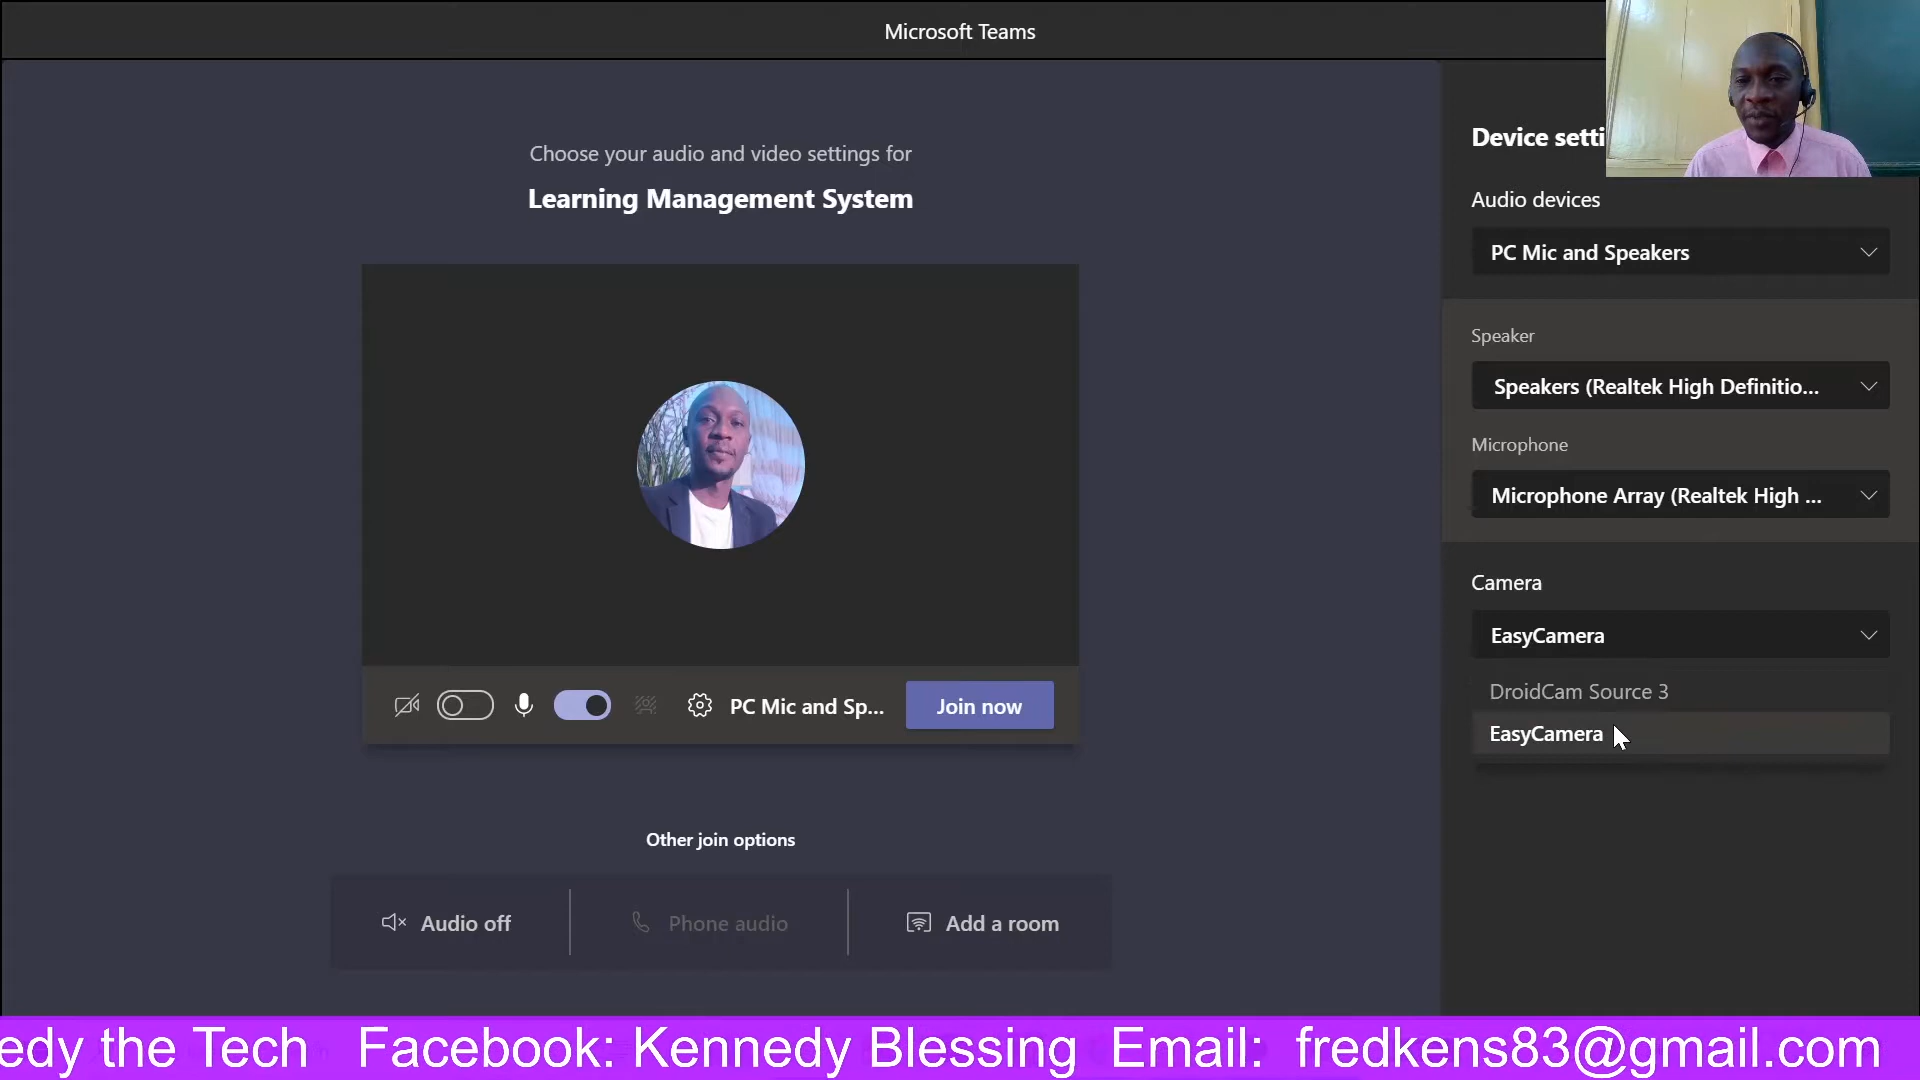 Microsoft Teams
Choose your audio and video settings for
Learning Management System
PC Mic and Sp...
Join now
Other join options
Audio off
Phone audio
Add a room
Device setti
Audio devices
PC Mic and Speakers
Speaker
Speakers (Realtek High Definitio...
Microphone
Microphone Array (Realtek High ...
Camera
EasyCamera
DroidCam Source 3
EasyCamera
edy the Tech Facebook: Kennedy Blessing Email: fredkens83@gmail.com